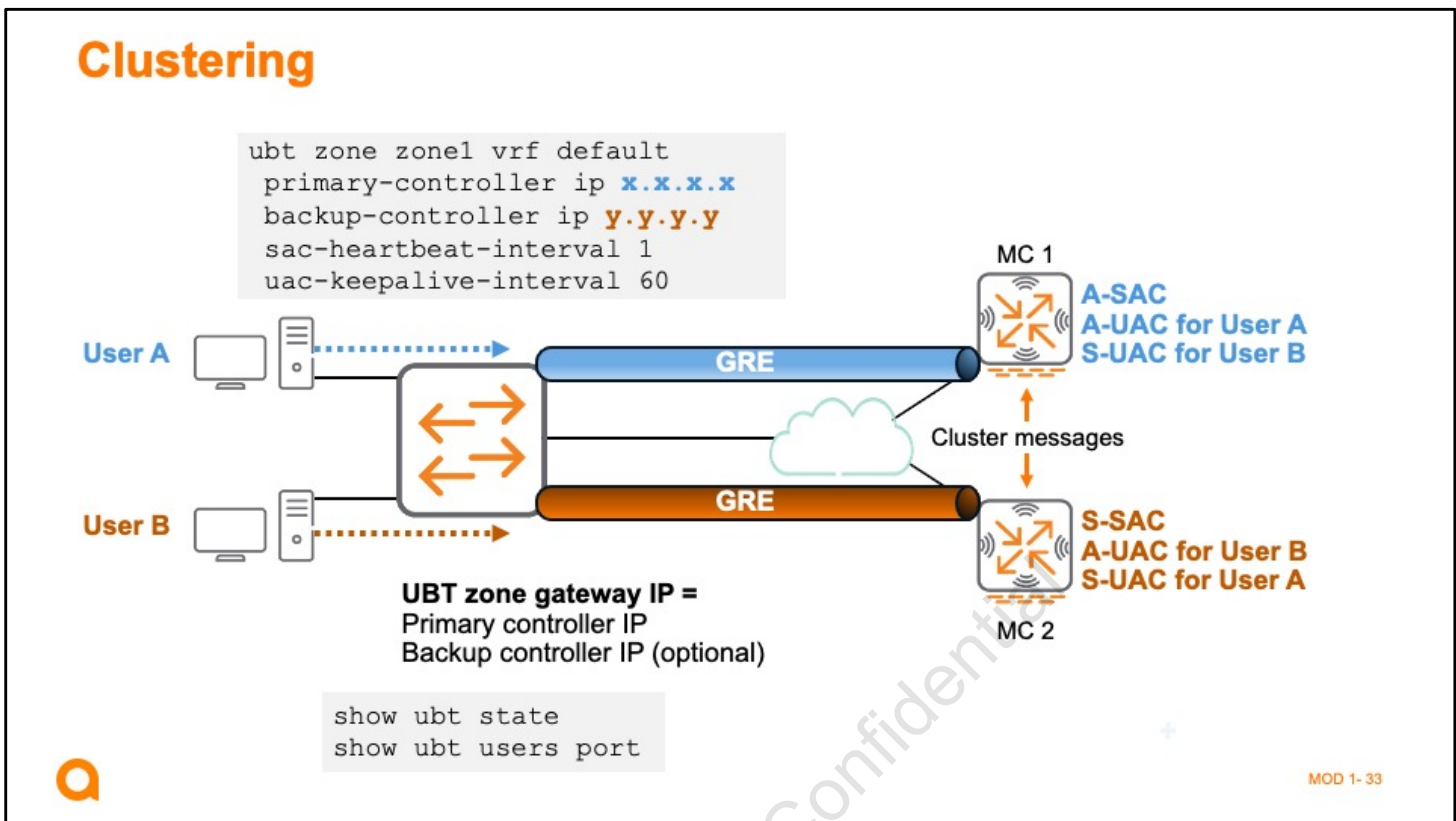 Clustering
ubt zone zone1 vrf default
primary-controller ip x.x.x.x
backup-controller ip y.y.y.y
sac-heartbeat-interval 1
uac-keepalive-interval 60
MC 1
A-SAC
A-UAC for User A
S-UAC for User B
User A
GRE
Cluster messages
User B
GRE
S-SAC
A-UAC for User B
S-UAC for User A
MC 2
UBT zone gateway IP =
Primary controller IP
Backup controller IP (optional)
show ubt state
show ubt users port
Confidential
MOD 1- 33